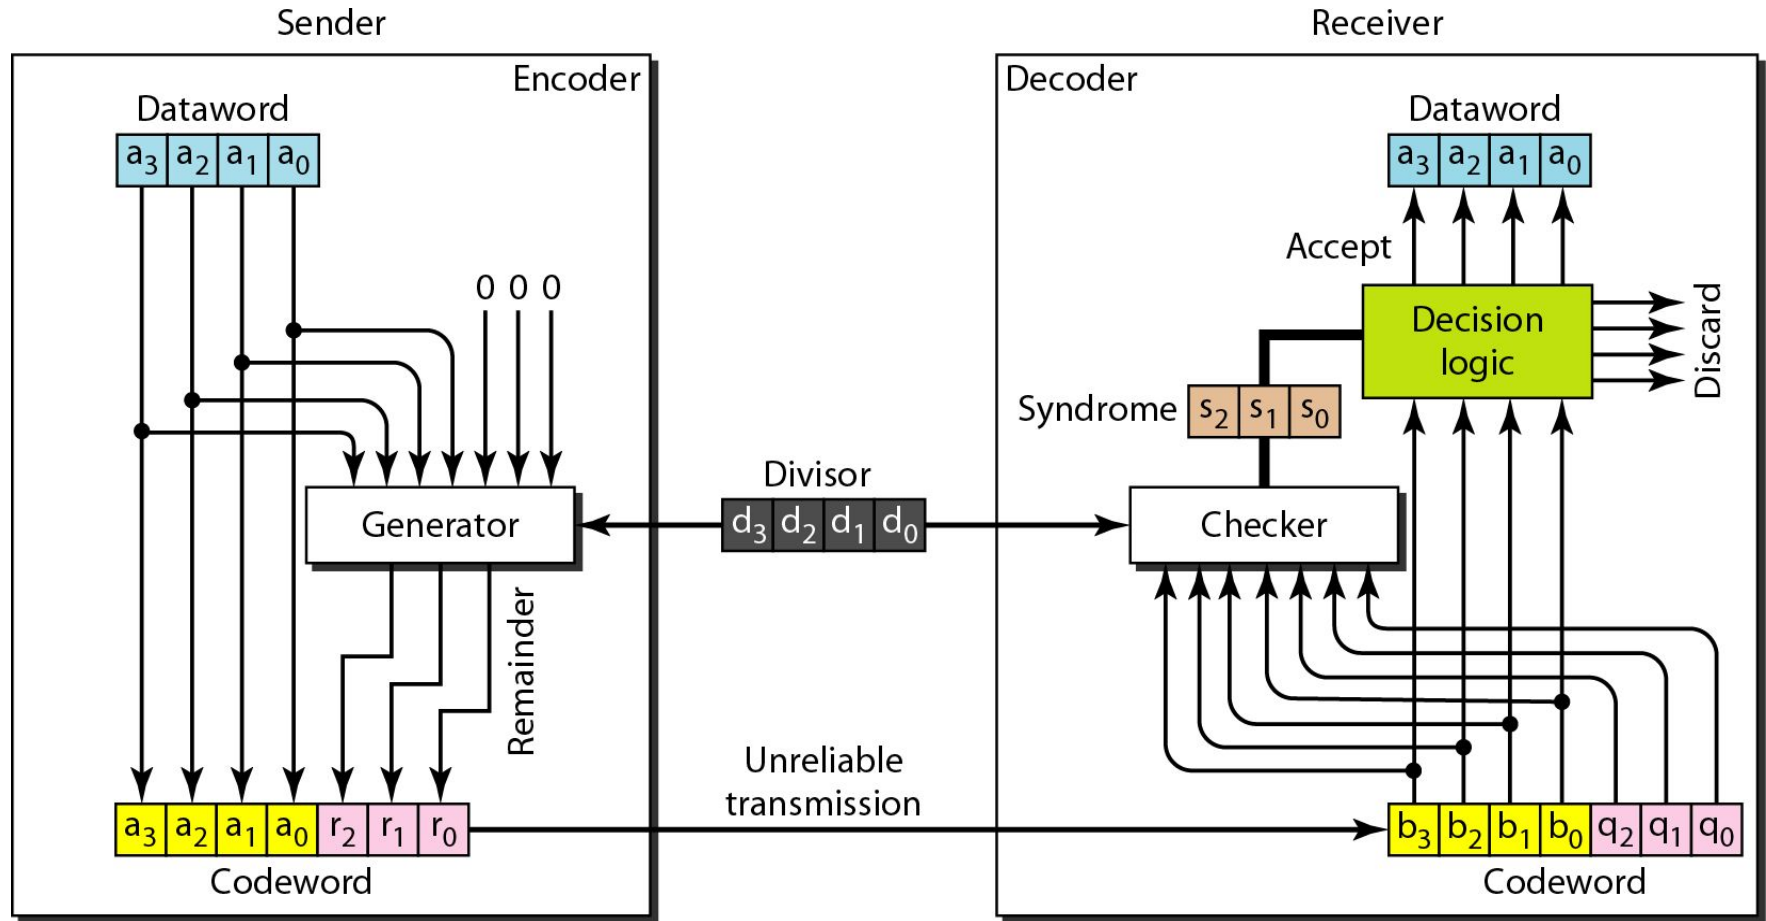 Sender
Receiver
Encoder
Decoder
Dataword
a3 a2 a1 a0
Dataword
a3 a2 a1 a0
Accept
0 0 0
Decision
logic
Discard
Syndrome
s2 s1 s0
Divisor
d3 d2 d1 d0
Generator
Checker
Remainder
Unreliable
transmission
a3 a2 a1 a0 r2 r1 r0
Codeword
b3 b2 b1 b0 q2 q1 q0
Codeword